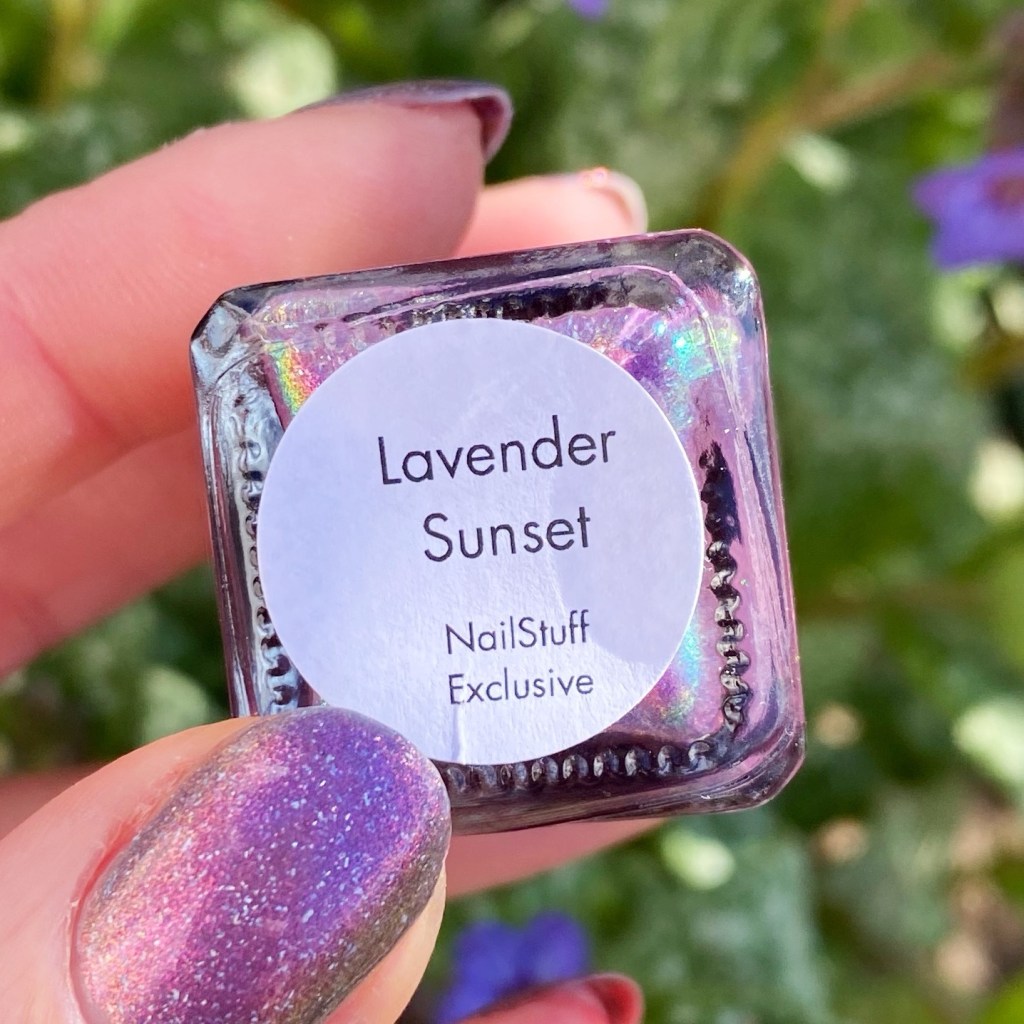 Lavender
Sunset
NailStuff
Exclusive